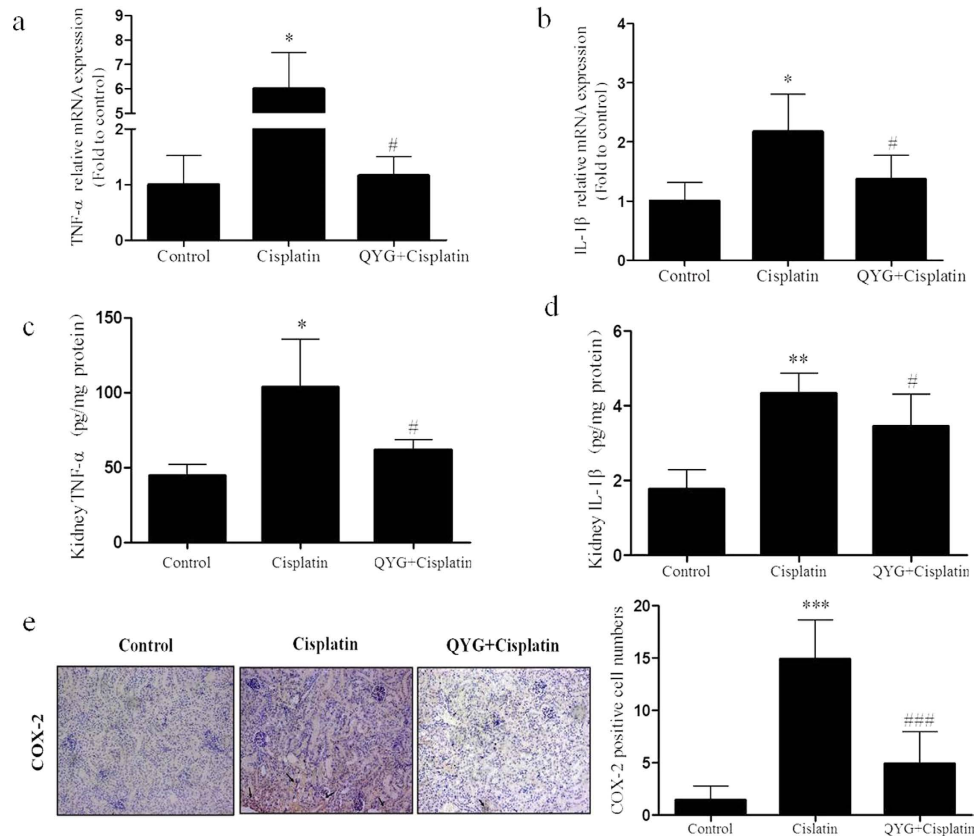 a
TNF-α relative mRNA expression
(Fold to control)
9
8
7
6
5
2
1
0
*
#
Control
Cisplatin
QYG+Cisplatin
b
IL-1β relative mRNA expression
(Fold to control)
4
3
2
1
0
*
#
Control
Cisplatin
QYG+Cisplatin
c
Kidney TNF-α (pg/mg protein)
150
100
50
0
*
#
Control
Cisplatin
QYG+Cisplatin
d
Kidney IL-1β (pg/mg protein)
6
4
2
0
**
#
Control
Cisplatin
QYG+Cisplatin
e
Control
Cisplatin
QYG+Cisplatin
COX-2
COX-2 positive cell numbers
20
15
10
5
0
***
###
Control
Cislatin
QYG+Cisplatin